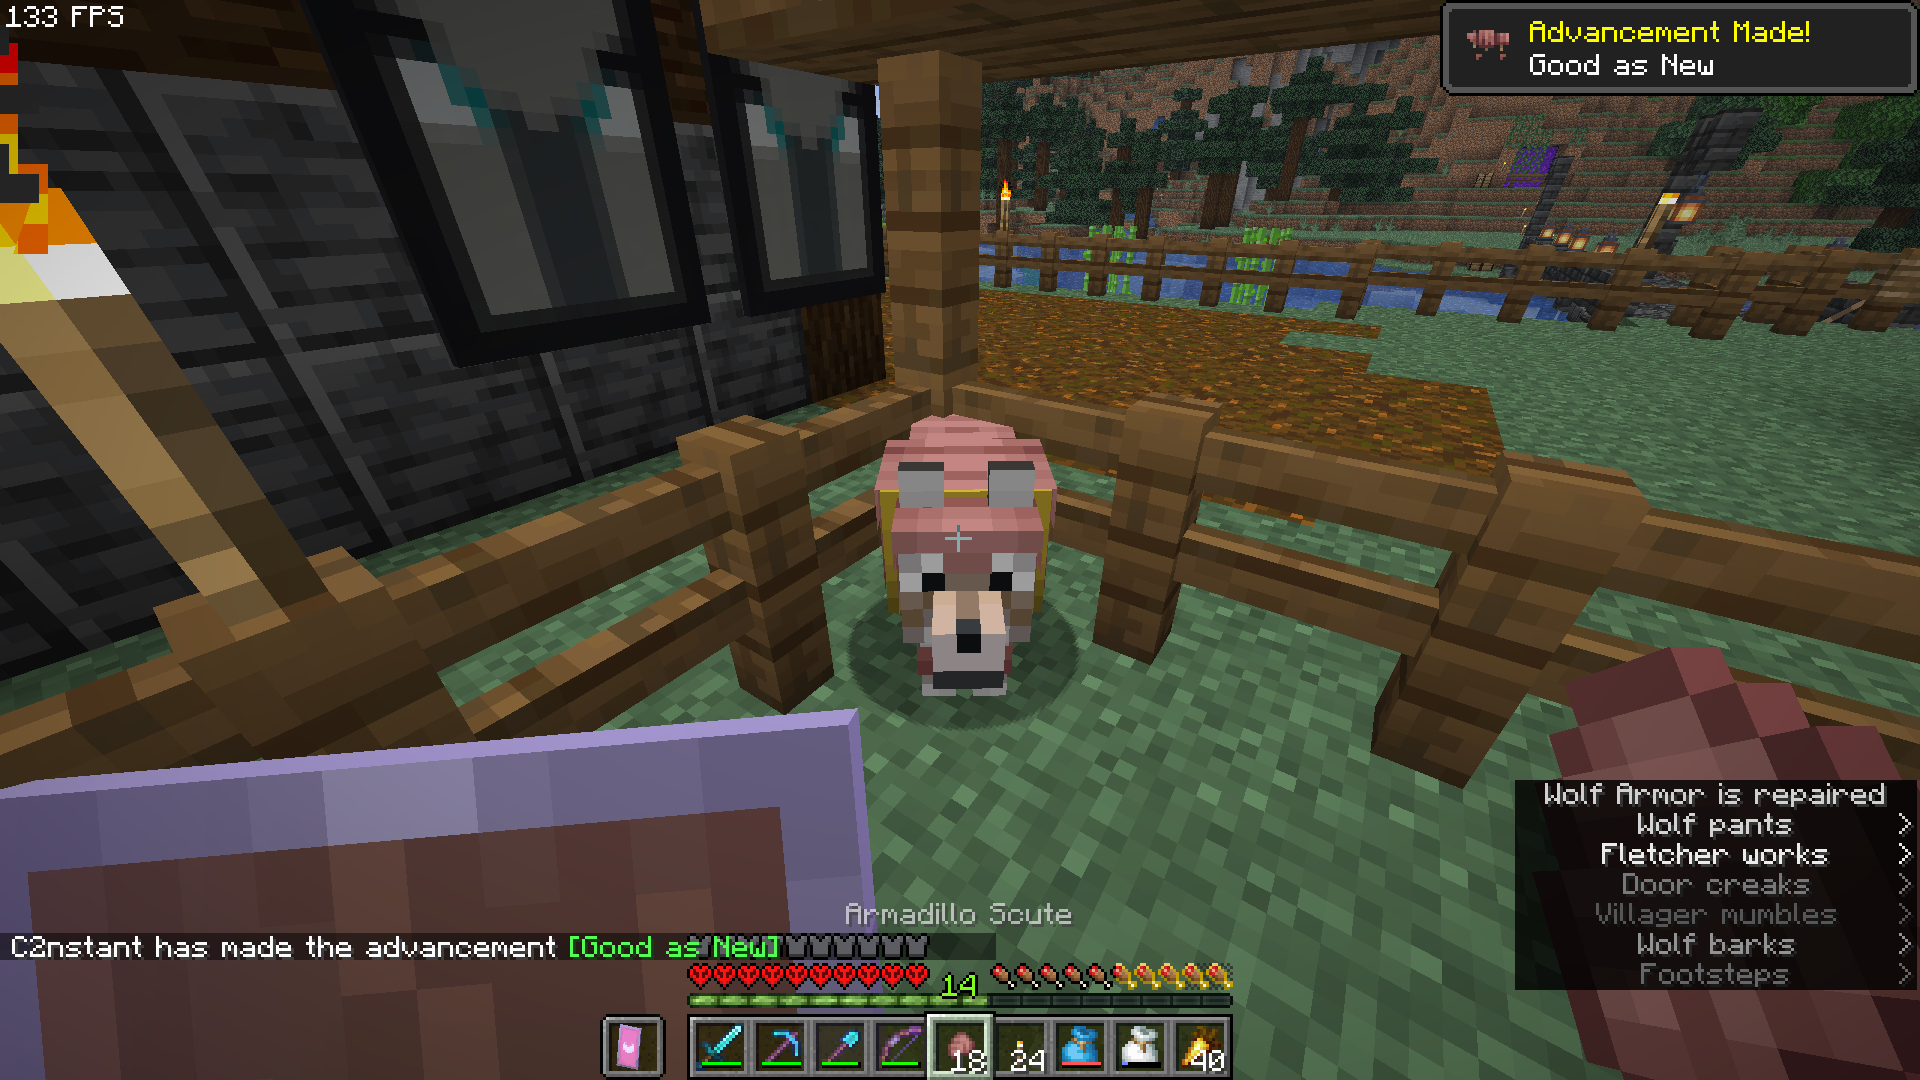 133 FPS
Advancement Made!
Good as New
Wolf Armor is repaired
Wolf pants >
Fletcher works >
Door creaks >
Villager mumbles >
Wolf barks >
Footsteps >
Armadillo Scute
C2nstant has made the advancement [Good as New]
14
18 24 40